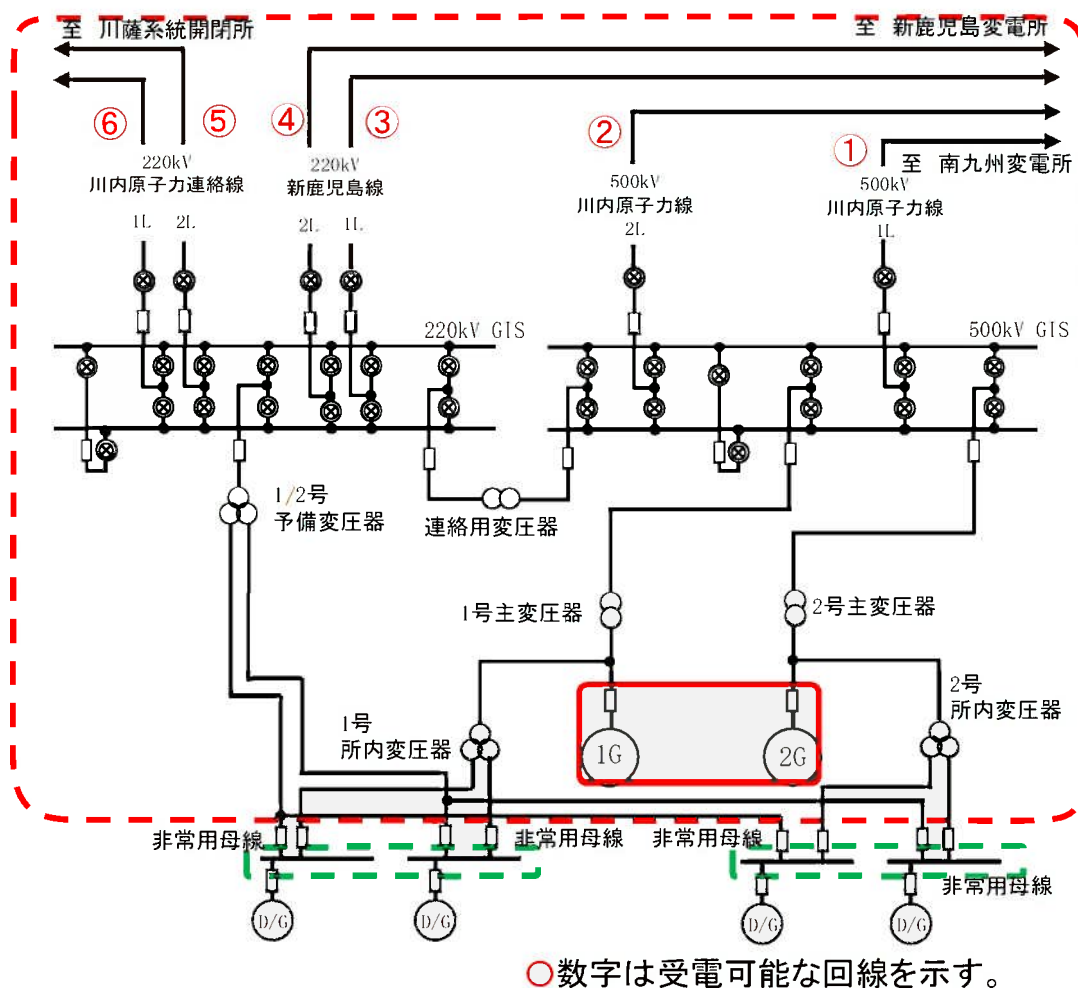 至 川薩系統開閉所
至 新鹿児島変電所
⑥
⑤
④
③
②
①
至 南九州変電所
220kV
川内原子力連絡線
1L
2L
220kV
新鹿児島線
2L
1L
500kV
川内原子力線
2L
500kV
川内原子力線
1L
220kV GIS
500kV GIS
1/2号
予備変圧器
連絡用変圧器
1号主変圧器
2号主変圧器
1号
所内変圧器
2号
所内変圧器
1G
2G
非常用母線
非常用母線
非常用母線
非常用母線
D/G
D/G
D/G
D/G
○数字は受電可能な回線を示す。